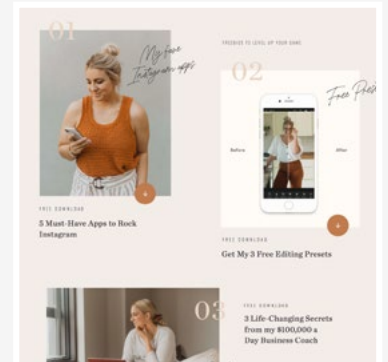 01
My fave
Instagram apps
FREE DOWNLOAD
5 Must-Have Apps to Rock
Instagram
FREEBIES TO LEVEL UP YOUR GAME
02
Free Pres
Before
After
FREE DOWNLOAD
Get My 3 Free Editing Presets
03
FREE DOWNLOAD
3 Life-Changing Secrets
from my $100,000 a
Day Business Coach